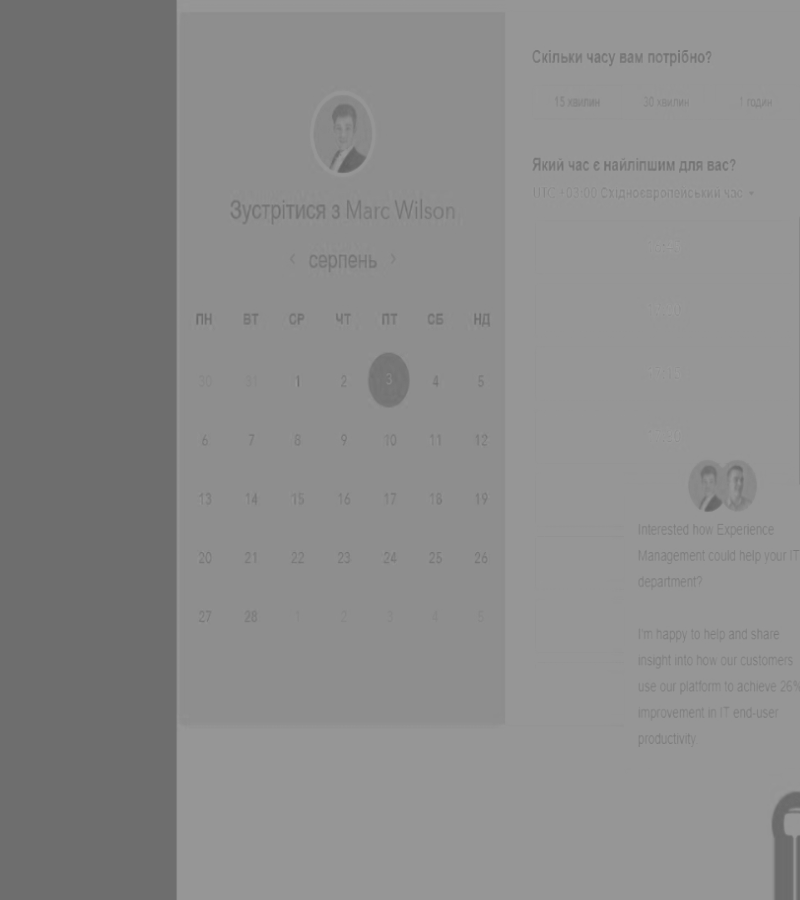 Зустрітися з Marc Wilson
‹ серпень ›
ПН ВТ СР ЧТ ПТ СБ НД
30 31 1 2 3 4 5
6 7 8 9 10 11 12
13 14 15 16 17 18 19
20 21 22 23 24 25 26
27 28 1 2 3 4 5
Скільки часу вам потрібно?
15 хвилин 30 хвилин 1 годин
Який час є найліпшим для вас?
UTC +03:00 Східноєвропейський час
Interested how Experience
Management could help your IT
department?
I'm happy to help and share
insight into how our customers
use our platform to achieve 26%
improvement in IT end-user
productivity.